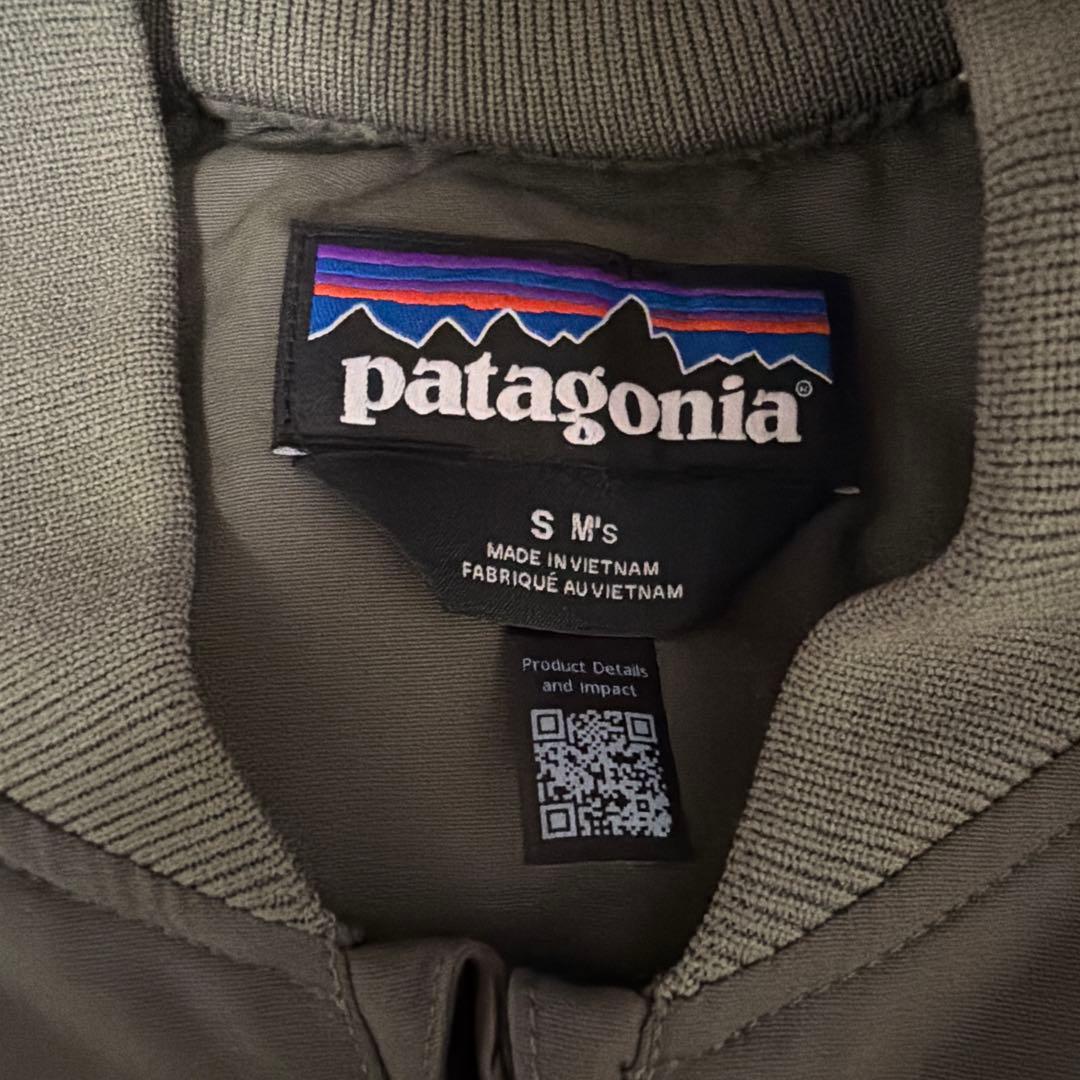 patagonia®
S M's
MADE IN VIETNAM
FABRIQUÉ AU VIETNAM
Product Details
and Impact